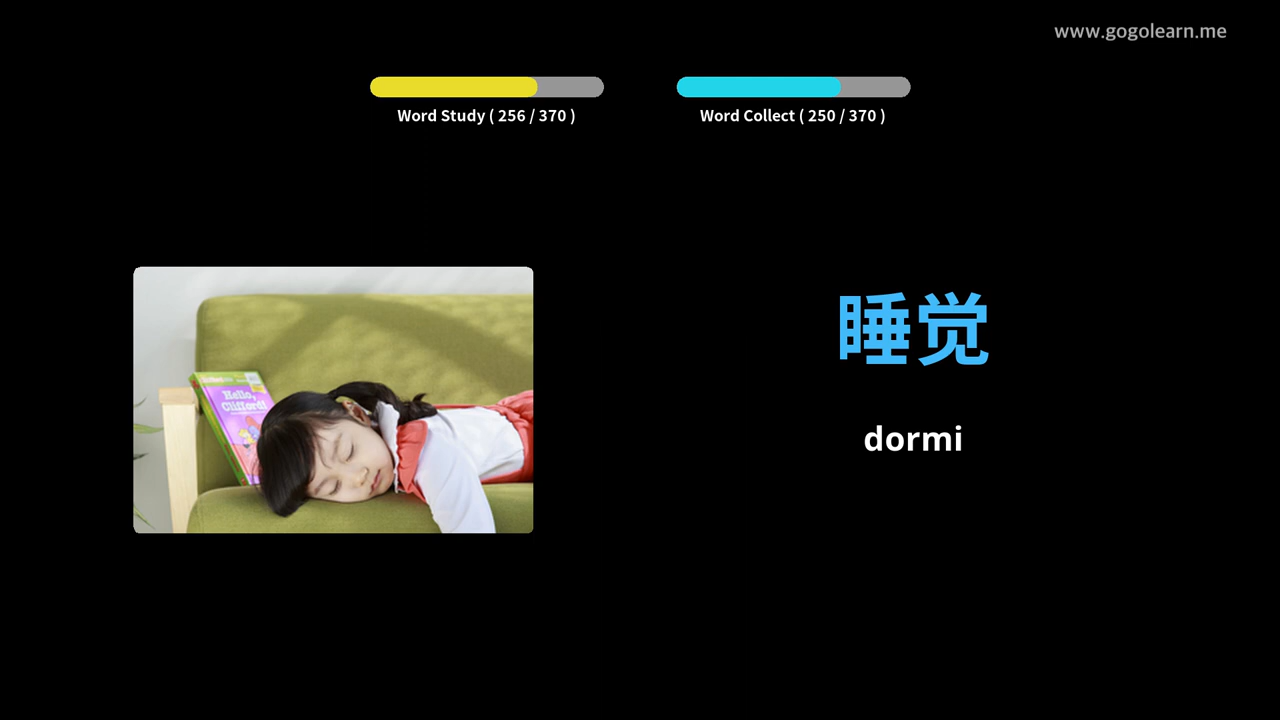 www.gogolearn.me
Word Study ( 256 / 370 )
Word Collect ( 250 / 370 )
睡觉
dormi
Hello,
Clifford!